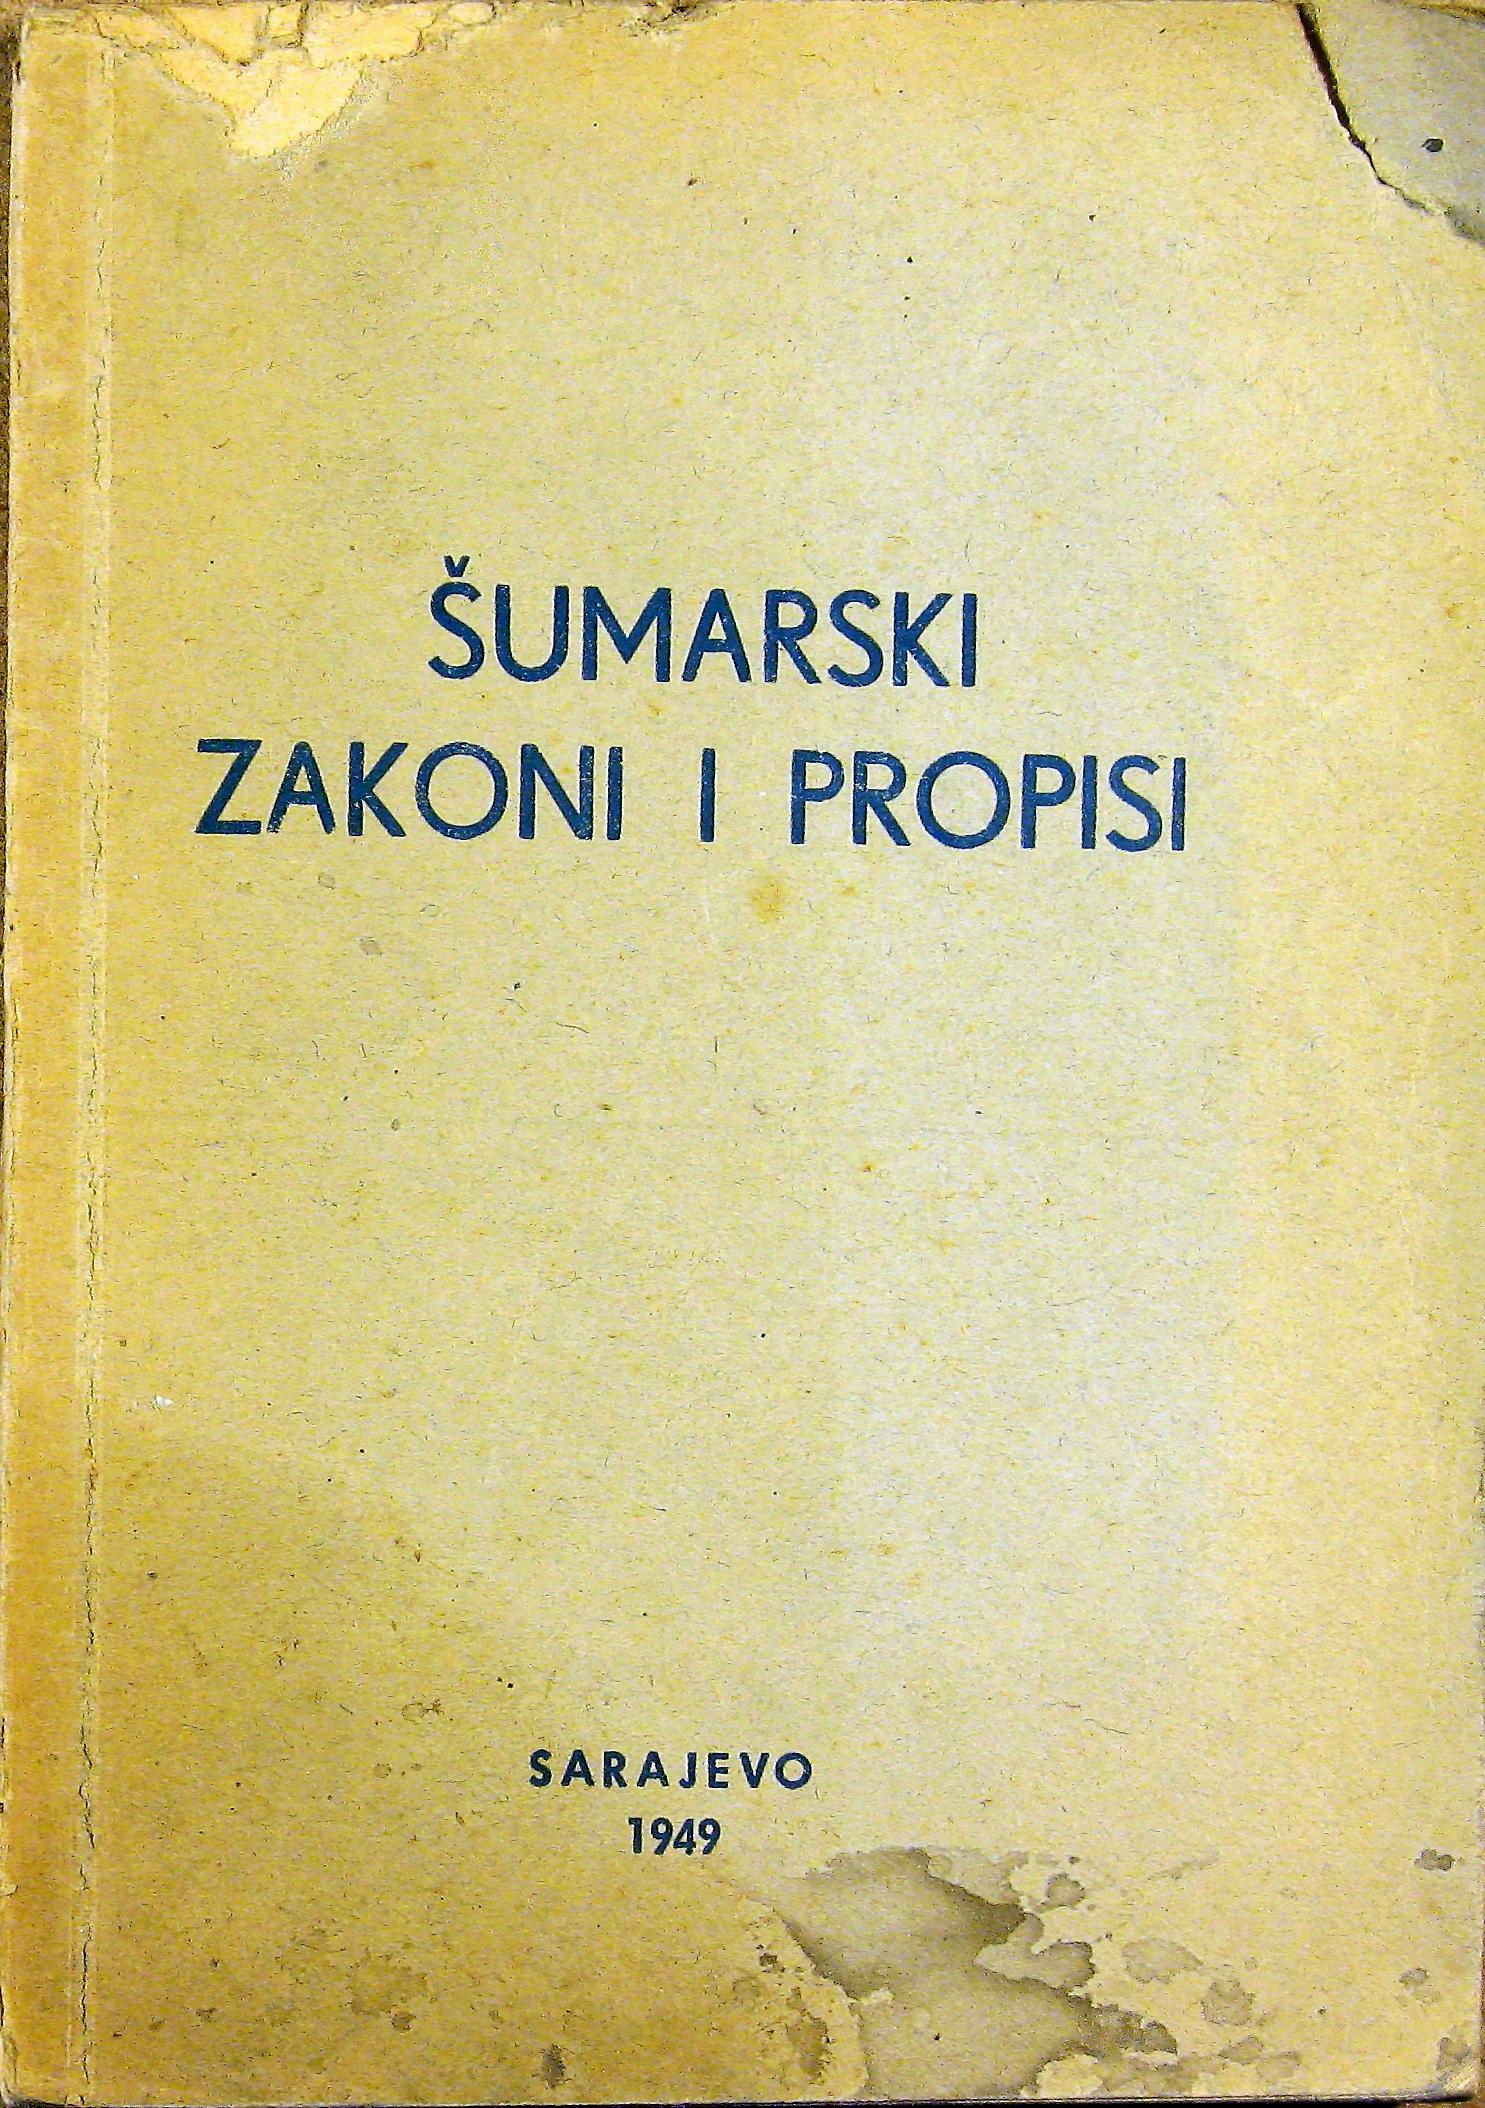 ŠUMARSKI
ZAKONI I PROPISI
SARAJEVO
1949